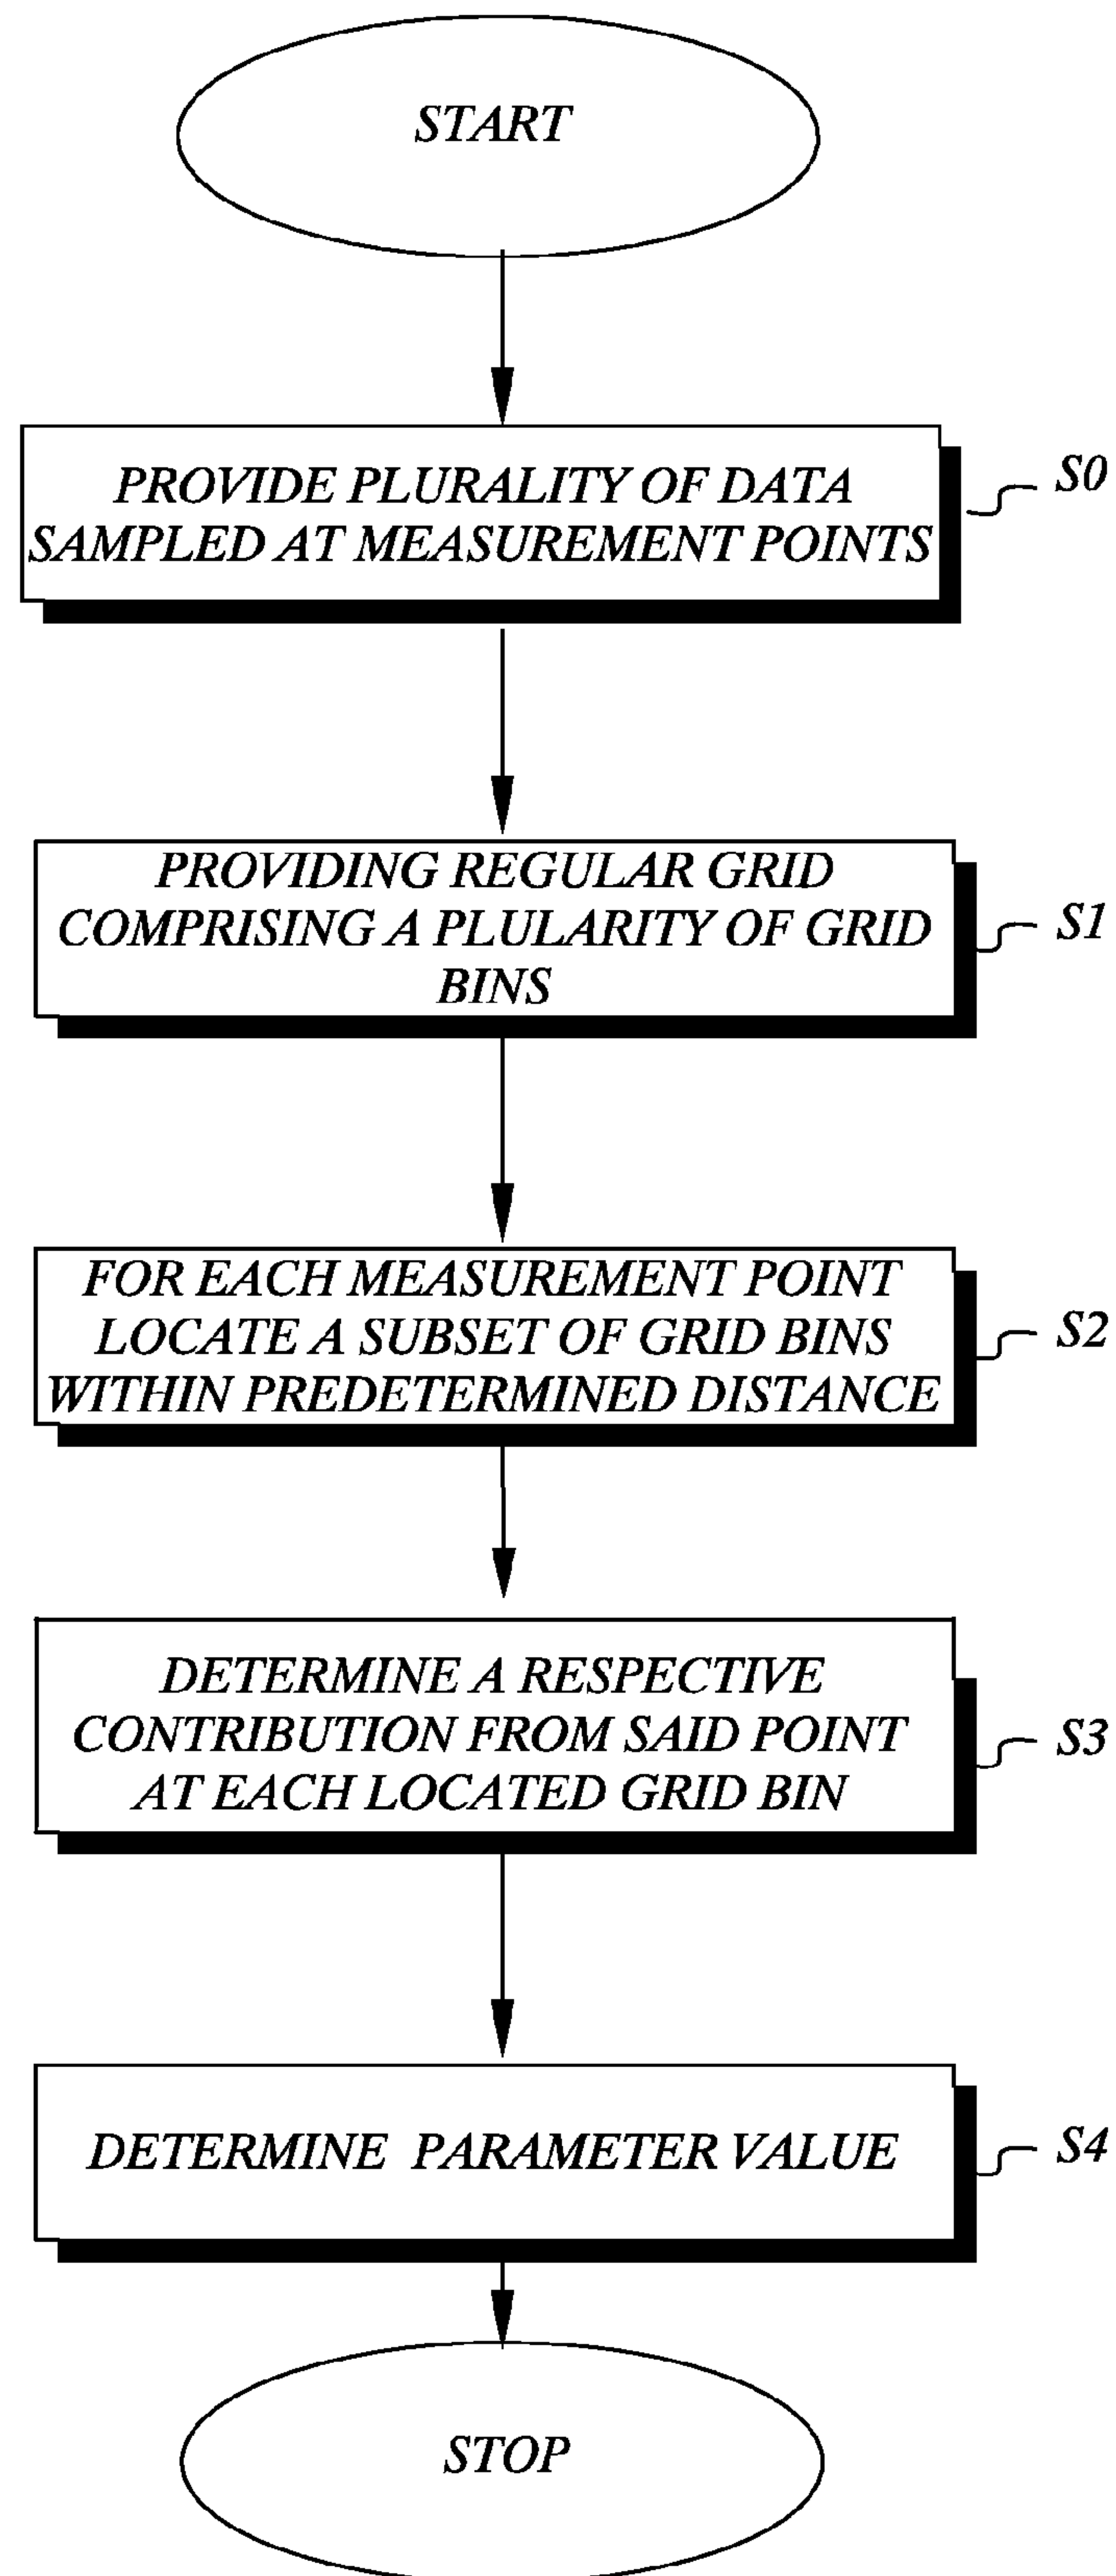 START
PROVIDE PLURALITY OF DATA
SAMPLED AT MEASUREMENT POINTS
S0
PROVIDING REGULAR GRID
COMPRISING A PLULARITY OF GRID
BINS
S1
FOR EACH MEASUREMENT POINT
LOCATE A SUBSET OF GRID BINS
WITHIN PREDETERMINED DISTANCE
S2
DETERMINE A RESPECTIVE
CONTRIBUTION FROM SAID POINT
AT EACH LOCATED GRID BIN
S3
DETERMINE PARAMETER VALUE
S4
STOP